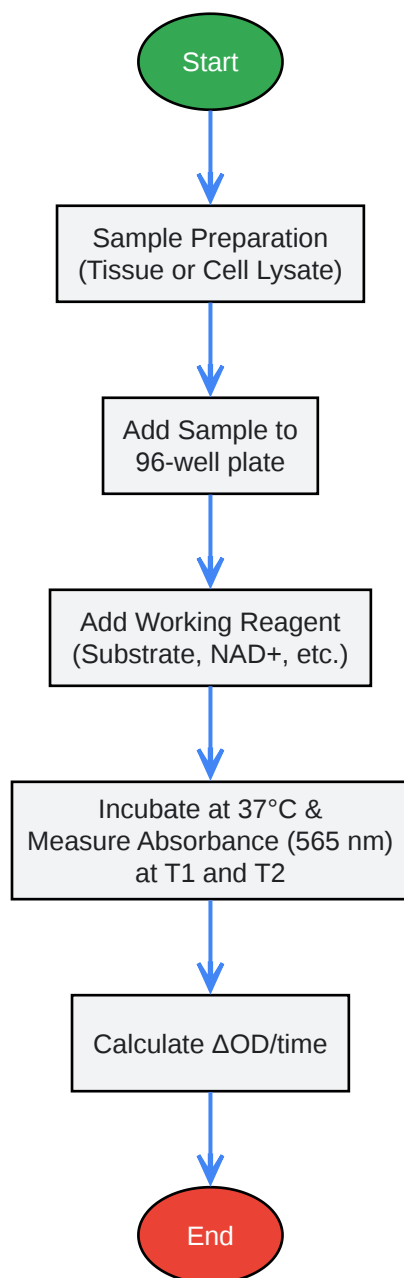 Start
Sample Preparation
(Tissue or Cell Lysate)
Add Sample to
96-well plate
Add Working Reagent
(Substrate, NAD+, etc.)
Incubate at 37°C &
Measure Absorbance (565 nm)
at T1 and T2
Calculate ΔOD/time
End